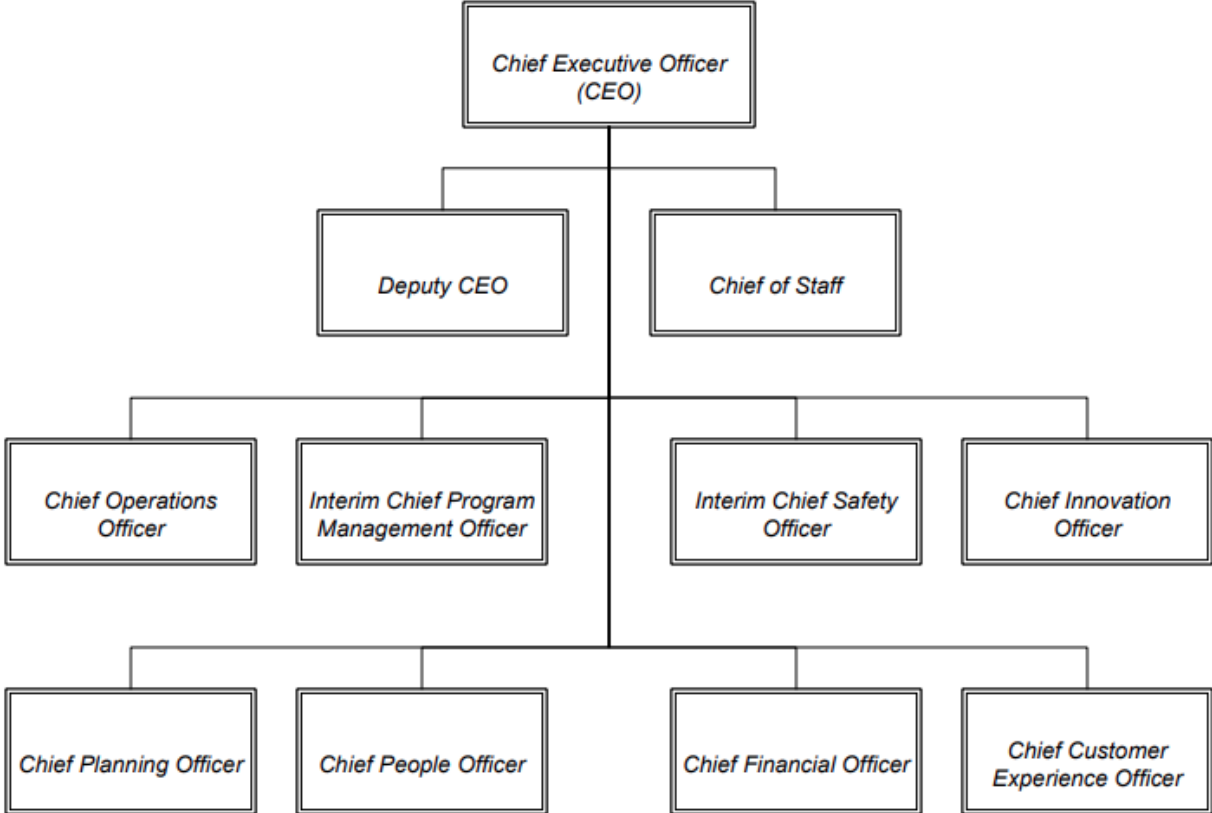 Chief Executive Officer
(CEO)
Deputy CEO
Chief of Staff
Chief Operations
Officer
Interim Chief Program
Management Officer
Interim Chief Safety
Officer
Chief Innovation
Officer
Chief Planning Officer
Chief People Officer
Chief Financial Officer
Chief Customer
Experience Officer